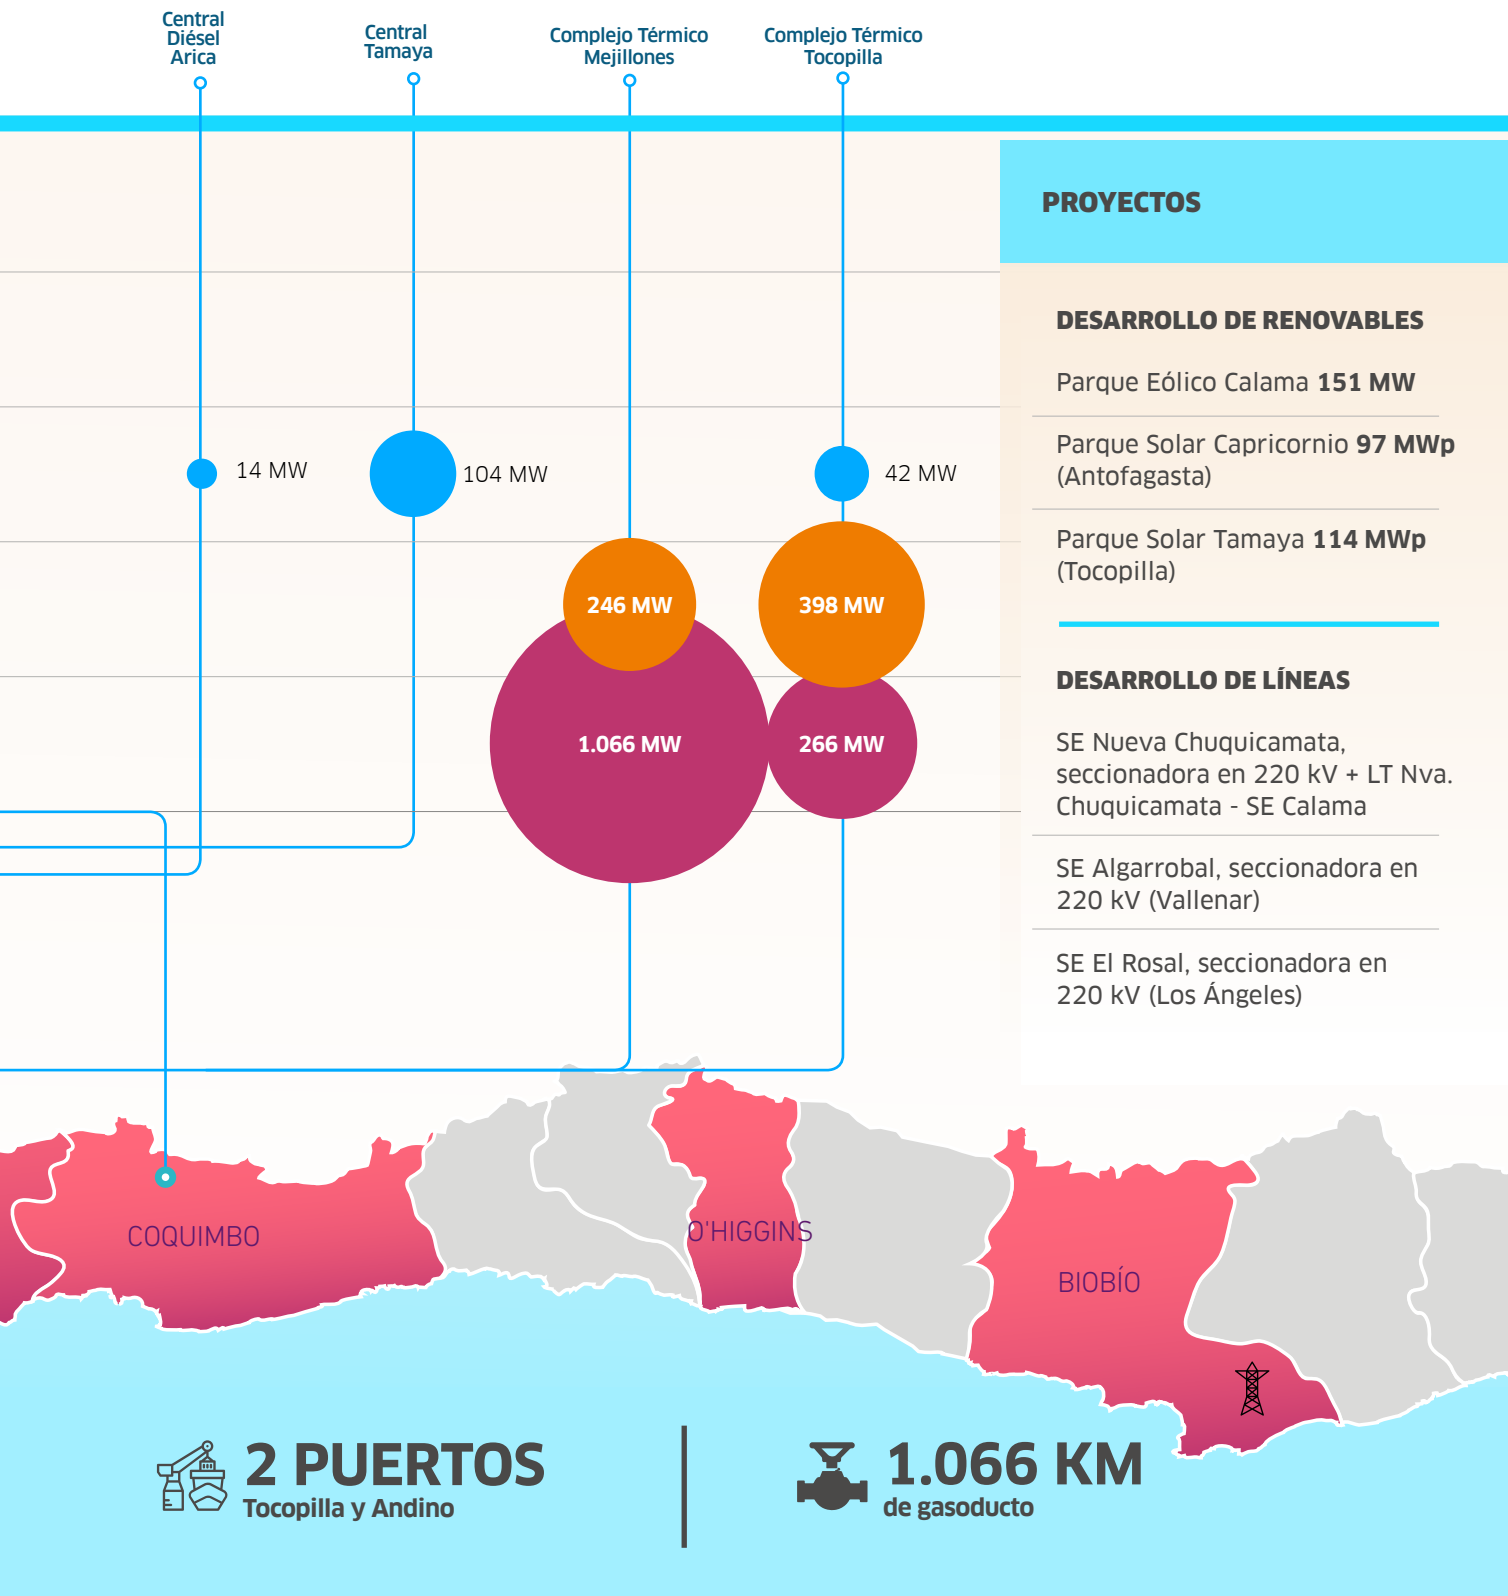 Central
Diésel
Arica
Central
Tamaya
Complejo Térmico
Mejillones
Complejo Térmico
Tocopilla
14 MW
104 MW
42 MW
246 MW
398 MW
1.066 MW
266 MW
PROYECTOS
DESARROLLO DE RENOVABLES
Parque Eólico Calama 151 MW
Parque Solar Capricornio 97 MWp
(Antofagasta)
Parque Solar Tamaya 114 MWp
(Tocopilla)
DESARROLLO DE LÍNEAS
SE Nueva Chuquicamata,
seccionadora en 220 kV + LT Nva.
Chuquicamata - SE Calama
SE Algarrobal, seccionadora en
220 kV (Vallenar)
SE El Rosal, seccionadora en
220 kV (Los Ángeles)
COQUIMBO
O'HIGGINS
BIOBÍO
2 PUERTOS
Tocopilla y Andino
1.066 KM
de gasoducto